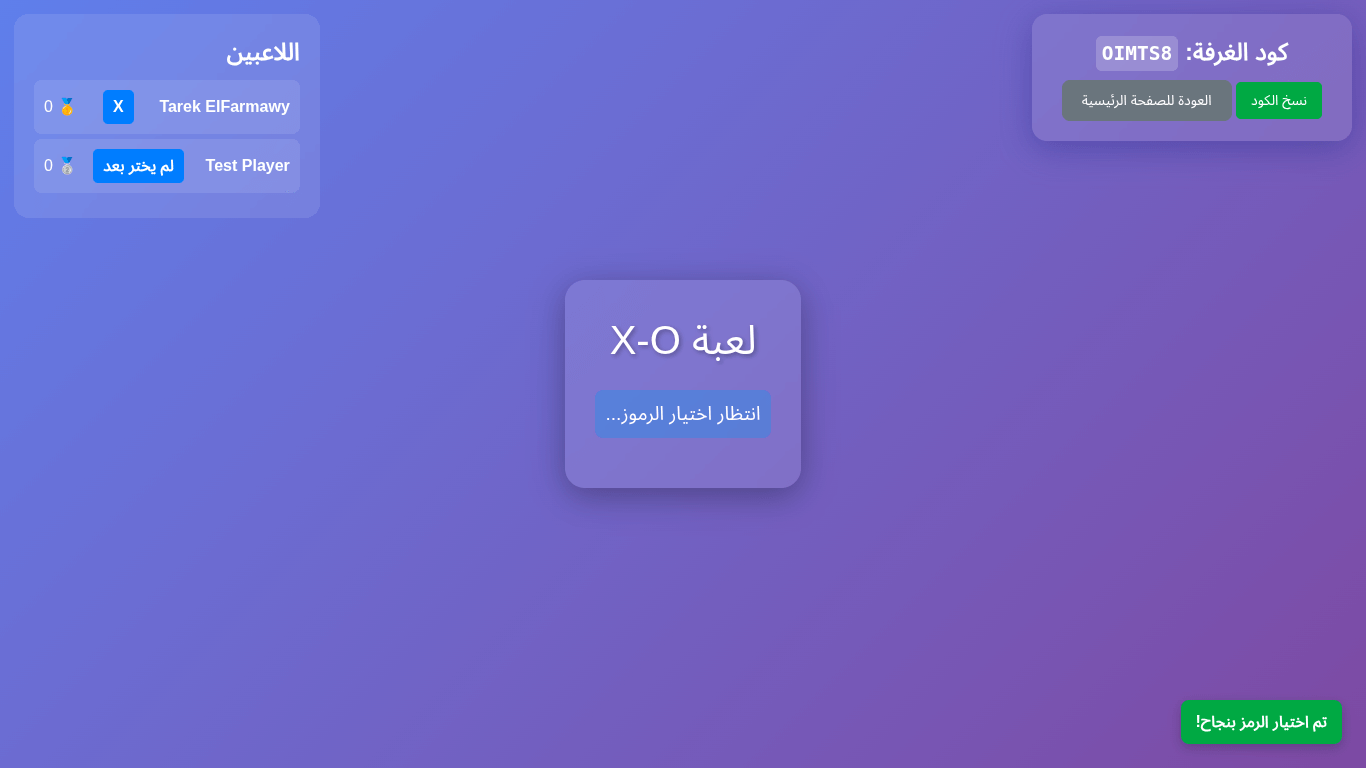 كود الغرفة: OIMTS8
نسخ الكود
العودة للصفحة الرئيسية
اللاعبين
Tarek ElFarmawy
X
🥇 0
Test Player
لم يختر بعد
🥈 0
لعبة X-O
انتظار اختيار الرموز...
تم اختيار الرمز بنجاح!